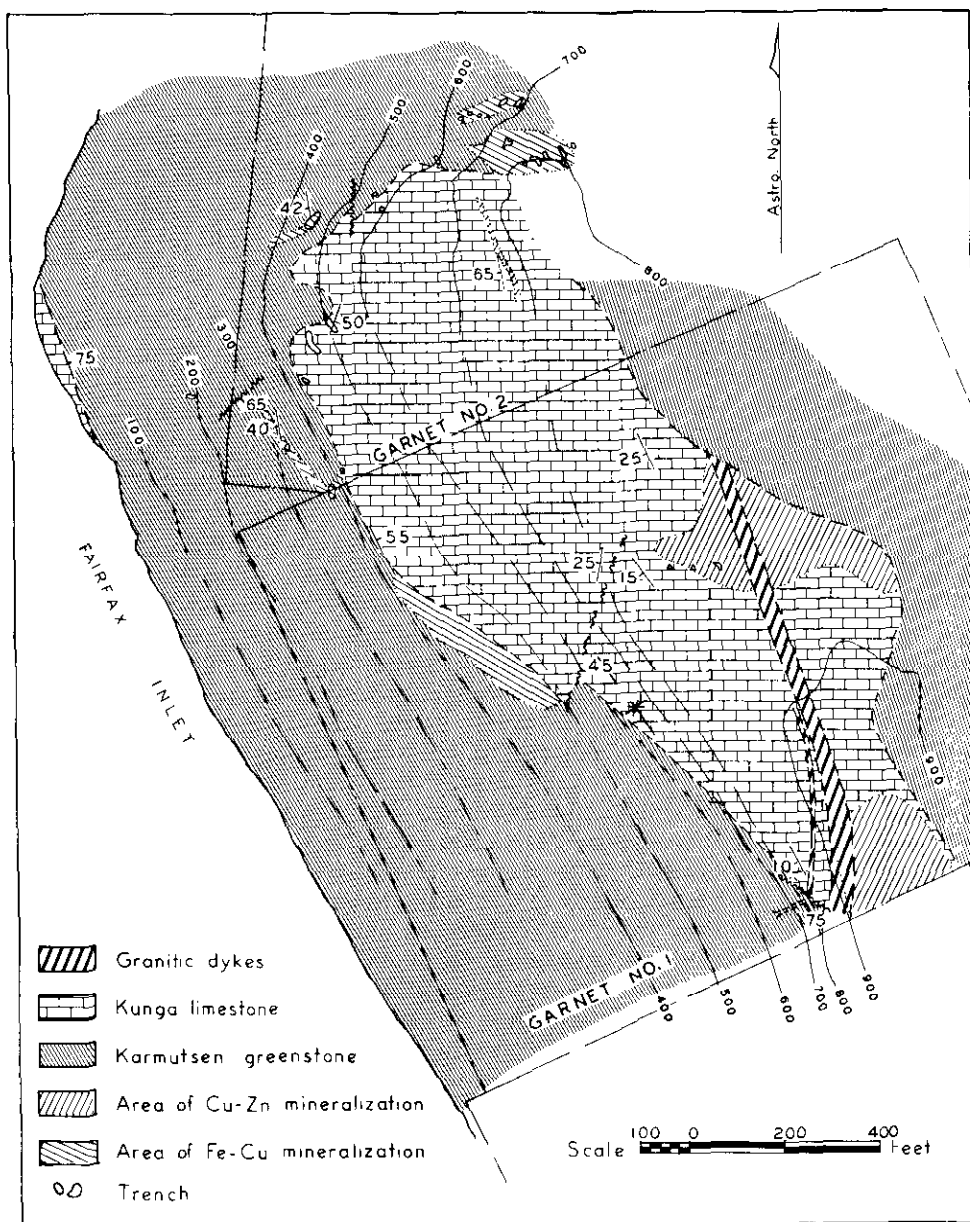 700
600
500
400
42
Astro. North
65
800
75
300
50
200
65
40
100
GARNET NO. 2
25
55
25
15
FAIRFAX
INLET
45
900
10
75
GARNET NO. 1
400
500
600
700
800
900
Granitic dykes
Kunga limestone
Karmutsen greenstone
Area of Cu-Zn mineralization
Area of Fe-Cu mineralization
Trench
Scale 100 0 200 400 Feet